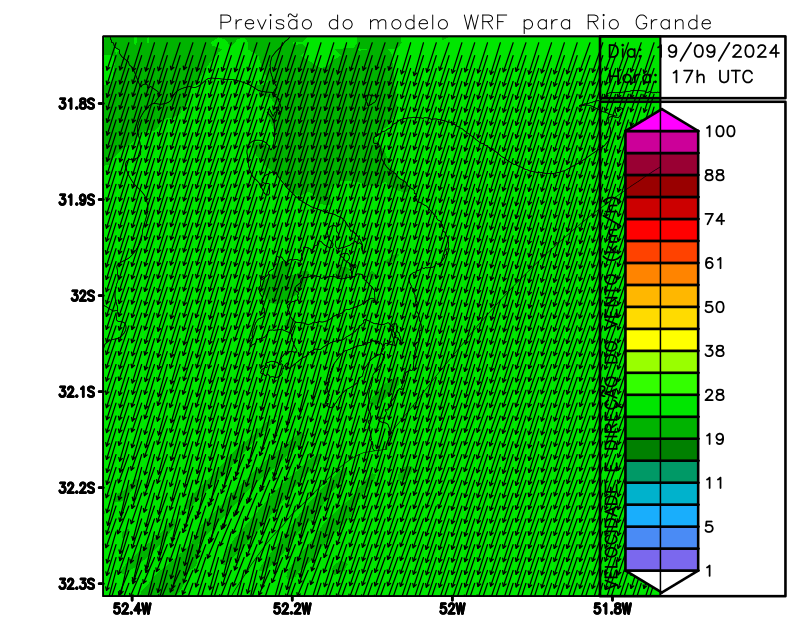 Previsão do modelo WRF para Rio Grande
Dia: 19/09/2024
Hora: 17h UTC
31.8S
31.9S
32S
32.1S
32.2S
32.3S
52.4W
52.2W
52W
51.8W
VELOCIDADE E DIREÇÃO DO VENTO (km/h)
100
88
74
61
50
38
28
19
11
5
1